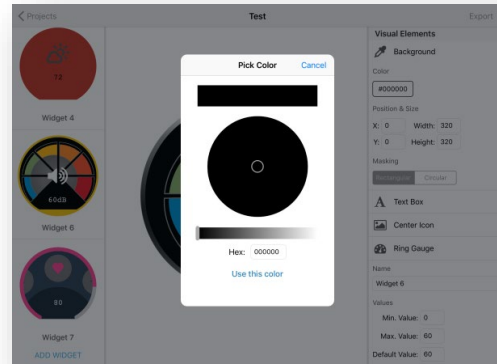 Projects
Test
Export
72
Widget 4
60dB
Widget 6
80
Widget 7
ADD WIDGET
Pick Color
Cancel
Hex: 000000
Use this color
Visual Elements
Background
Color
#000000
Position & Size
X: 0 Width: 320
Y: 0 Height: 320
Masking
Rectangular Circular
A Text Box
Center Icon
Ring Gauge
Name
Widget 6
Values
Min. Value: 0
Max. Value: 60
Default Value: 60